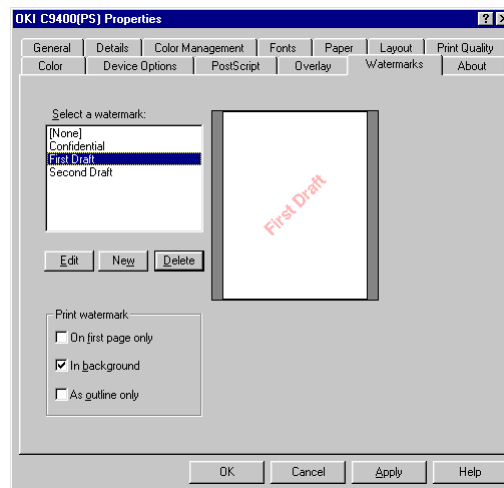 OKI C9400(PS) Properties
General Details Color Management Fonts Paper Layout Print Quality
Color Device Options PostScript Overlay Watermarks About
Select a watermark:
[None]
Confidential
First Draft
Second Draft
First Draft
Edit New Delete
Print watermark
On first page only
In background
As outline only
OK Cancel Apply Help